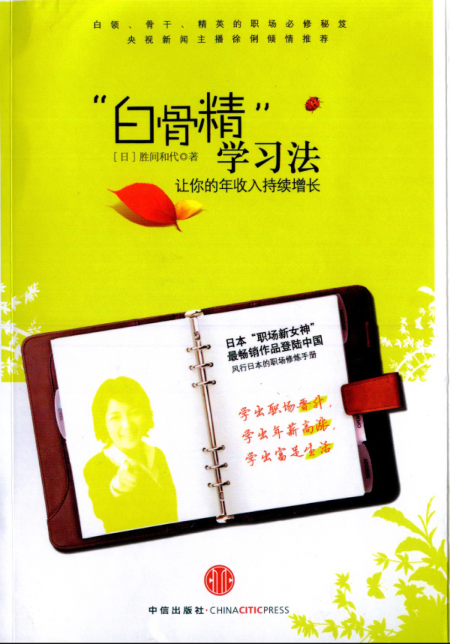 白领、骨干、精英的职场必修秘笈
央视新闻主播徐俐倾情推荐
“白骨精”
学习法
[日]胜间和代◎著
让你的年收入持续增长
日本“职场新女神”
最畅销作品登陆中国
风行日本的职场修炼手册
学出职场晋升，
学出年薪高涨，
学出富足生活
中信出版社·CHINACITICPRESS